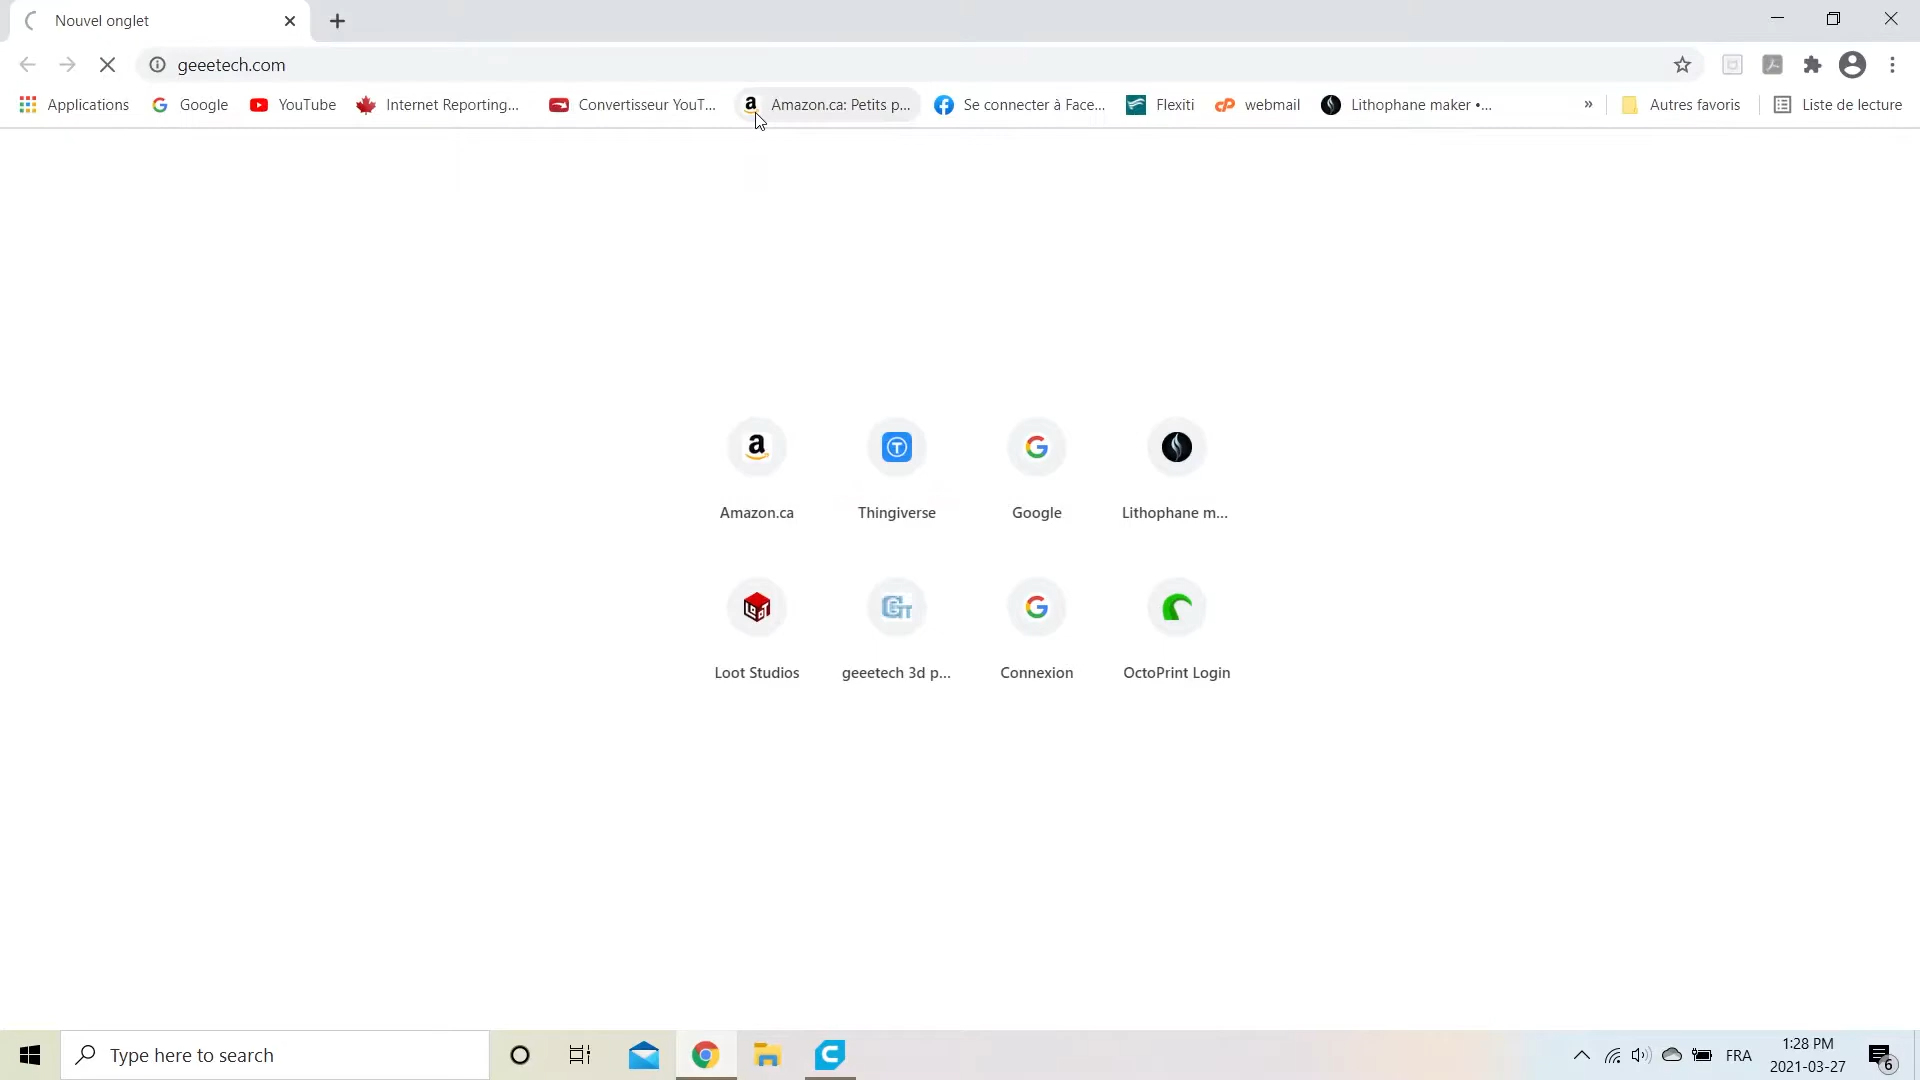 Nouvel onglet
geeetech.com
Applications Google YouTube Internet Reporting... Convertisseur YouT... Amazon.ca: Petits p... Se connecter à Face... Flexiti webmail Lithophane maker •... » Autres favoris Liste de lecture
Amazon.ca Thingiverse Google Lithophane m...
Loot Studios geeetech 3d p... Connexion OctoPrint Login
Type here to search
FRA
1:28 PM
2021-03-27
6